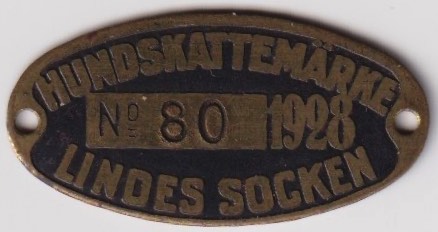 HUNDSKATTEMÄRKE
No 80 1928
LINDES SOCKEN